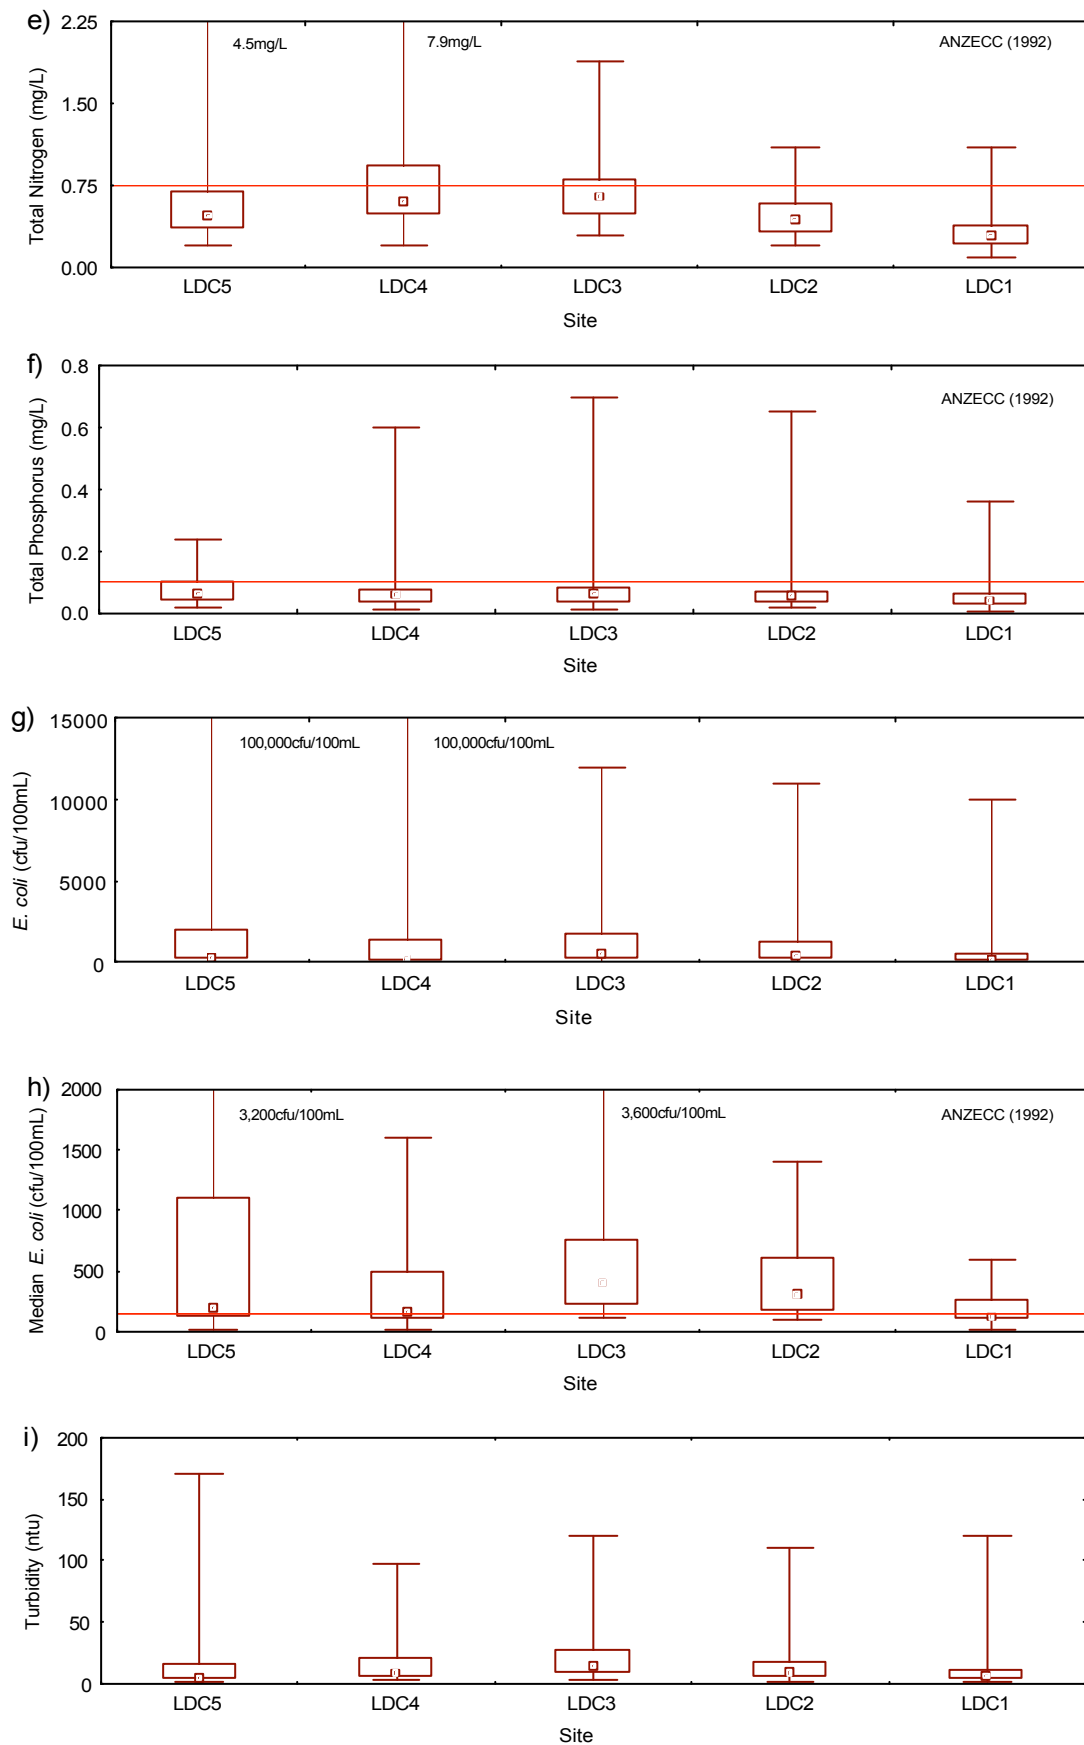 e)
Total Nitrogen (mg/L)
2.25
1.50
0.75
0.00
4.5mg/L
7.9mg/L
ANZECC (1992)
LDC5 LDC4 LDC3 LDC2 LDC1
Site
f)
Total Phosphorus (mg/L)
0.8
0.6
0.4
0.2
0.0
ANZECC (1992)
LDC5 LDC4 LDC3 LDC2 LDC1
Site
g)
E. coli (cfu/100mL)
15000
10000
5000
0
100,000cfu/100mL
100,000cfu/100mL
LDC5 LDC4 LDC3 LDC2 LDC1
Site
h)
Median E. coli (cfu/100mL)
2000
1500
1000
500
0
3,200cfu/100mL
3,600cfu/100mL
ANZECC (1992)
LDC5 LDC4 LDC3 LDC2 LDC1
Site
i)
Turbidity (ntu)
200
150
100
50
0
LDC5 LDC4 LDC3 LDC2 LDC1
Site